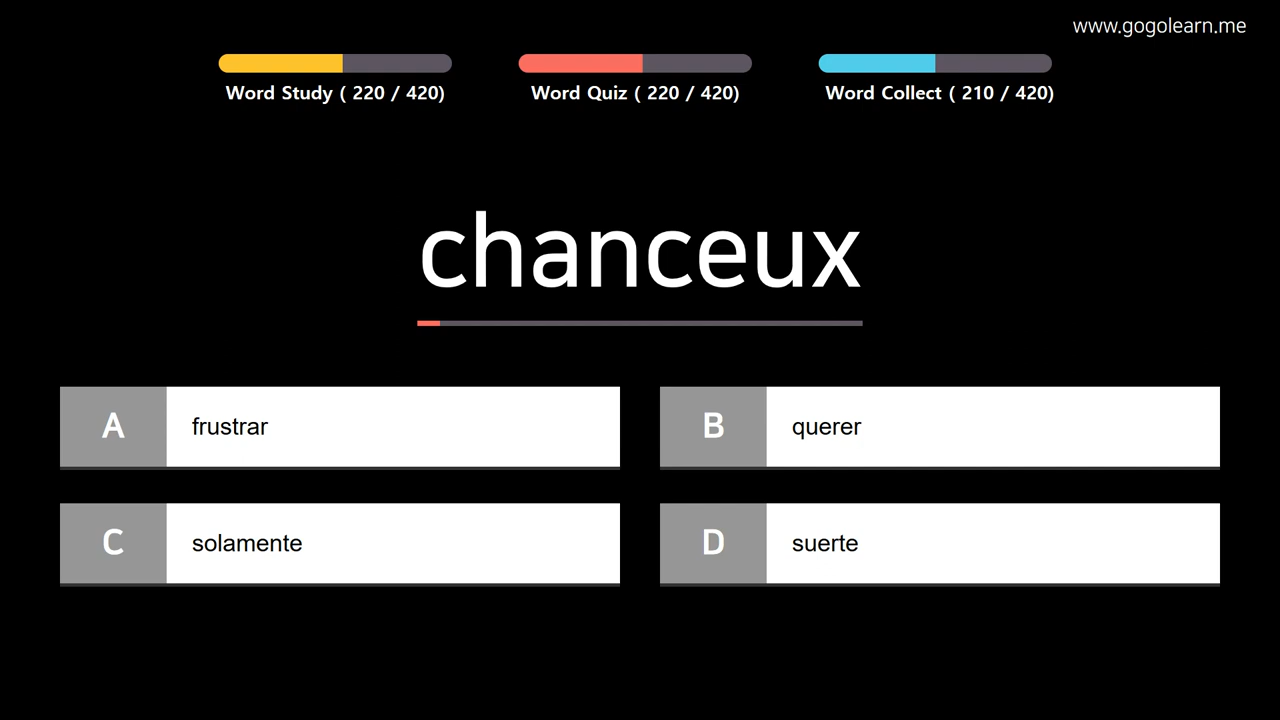 www.gogolearn.me
Word Study ( 220 / 420)
Word Quiz ( 220 / 420)
Word Collect ( 210 / 420)
chanceux
A frustrar
B querer
C solamente
D suerte